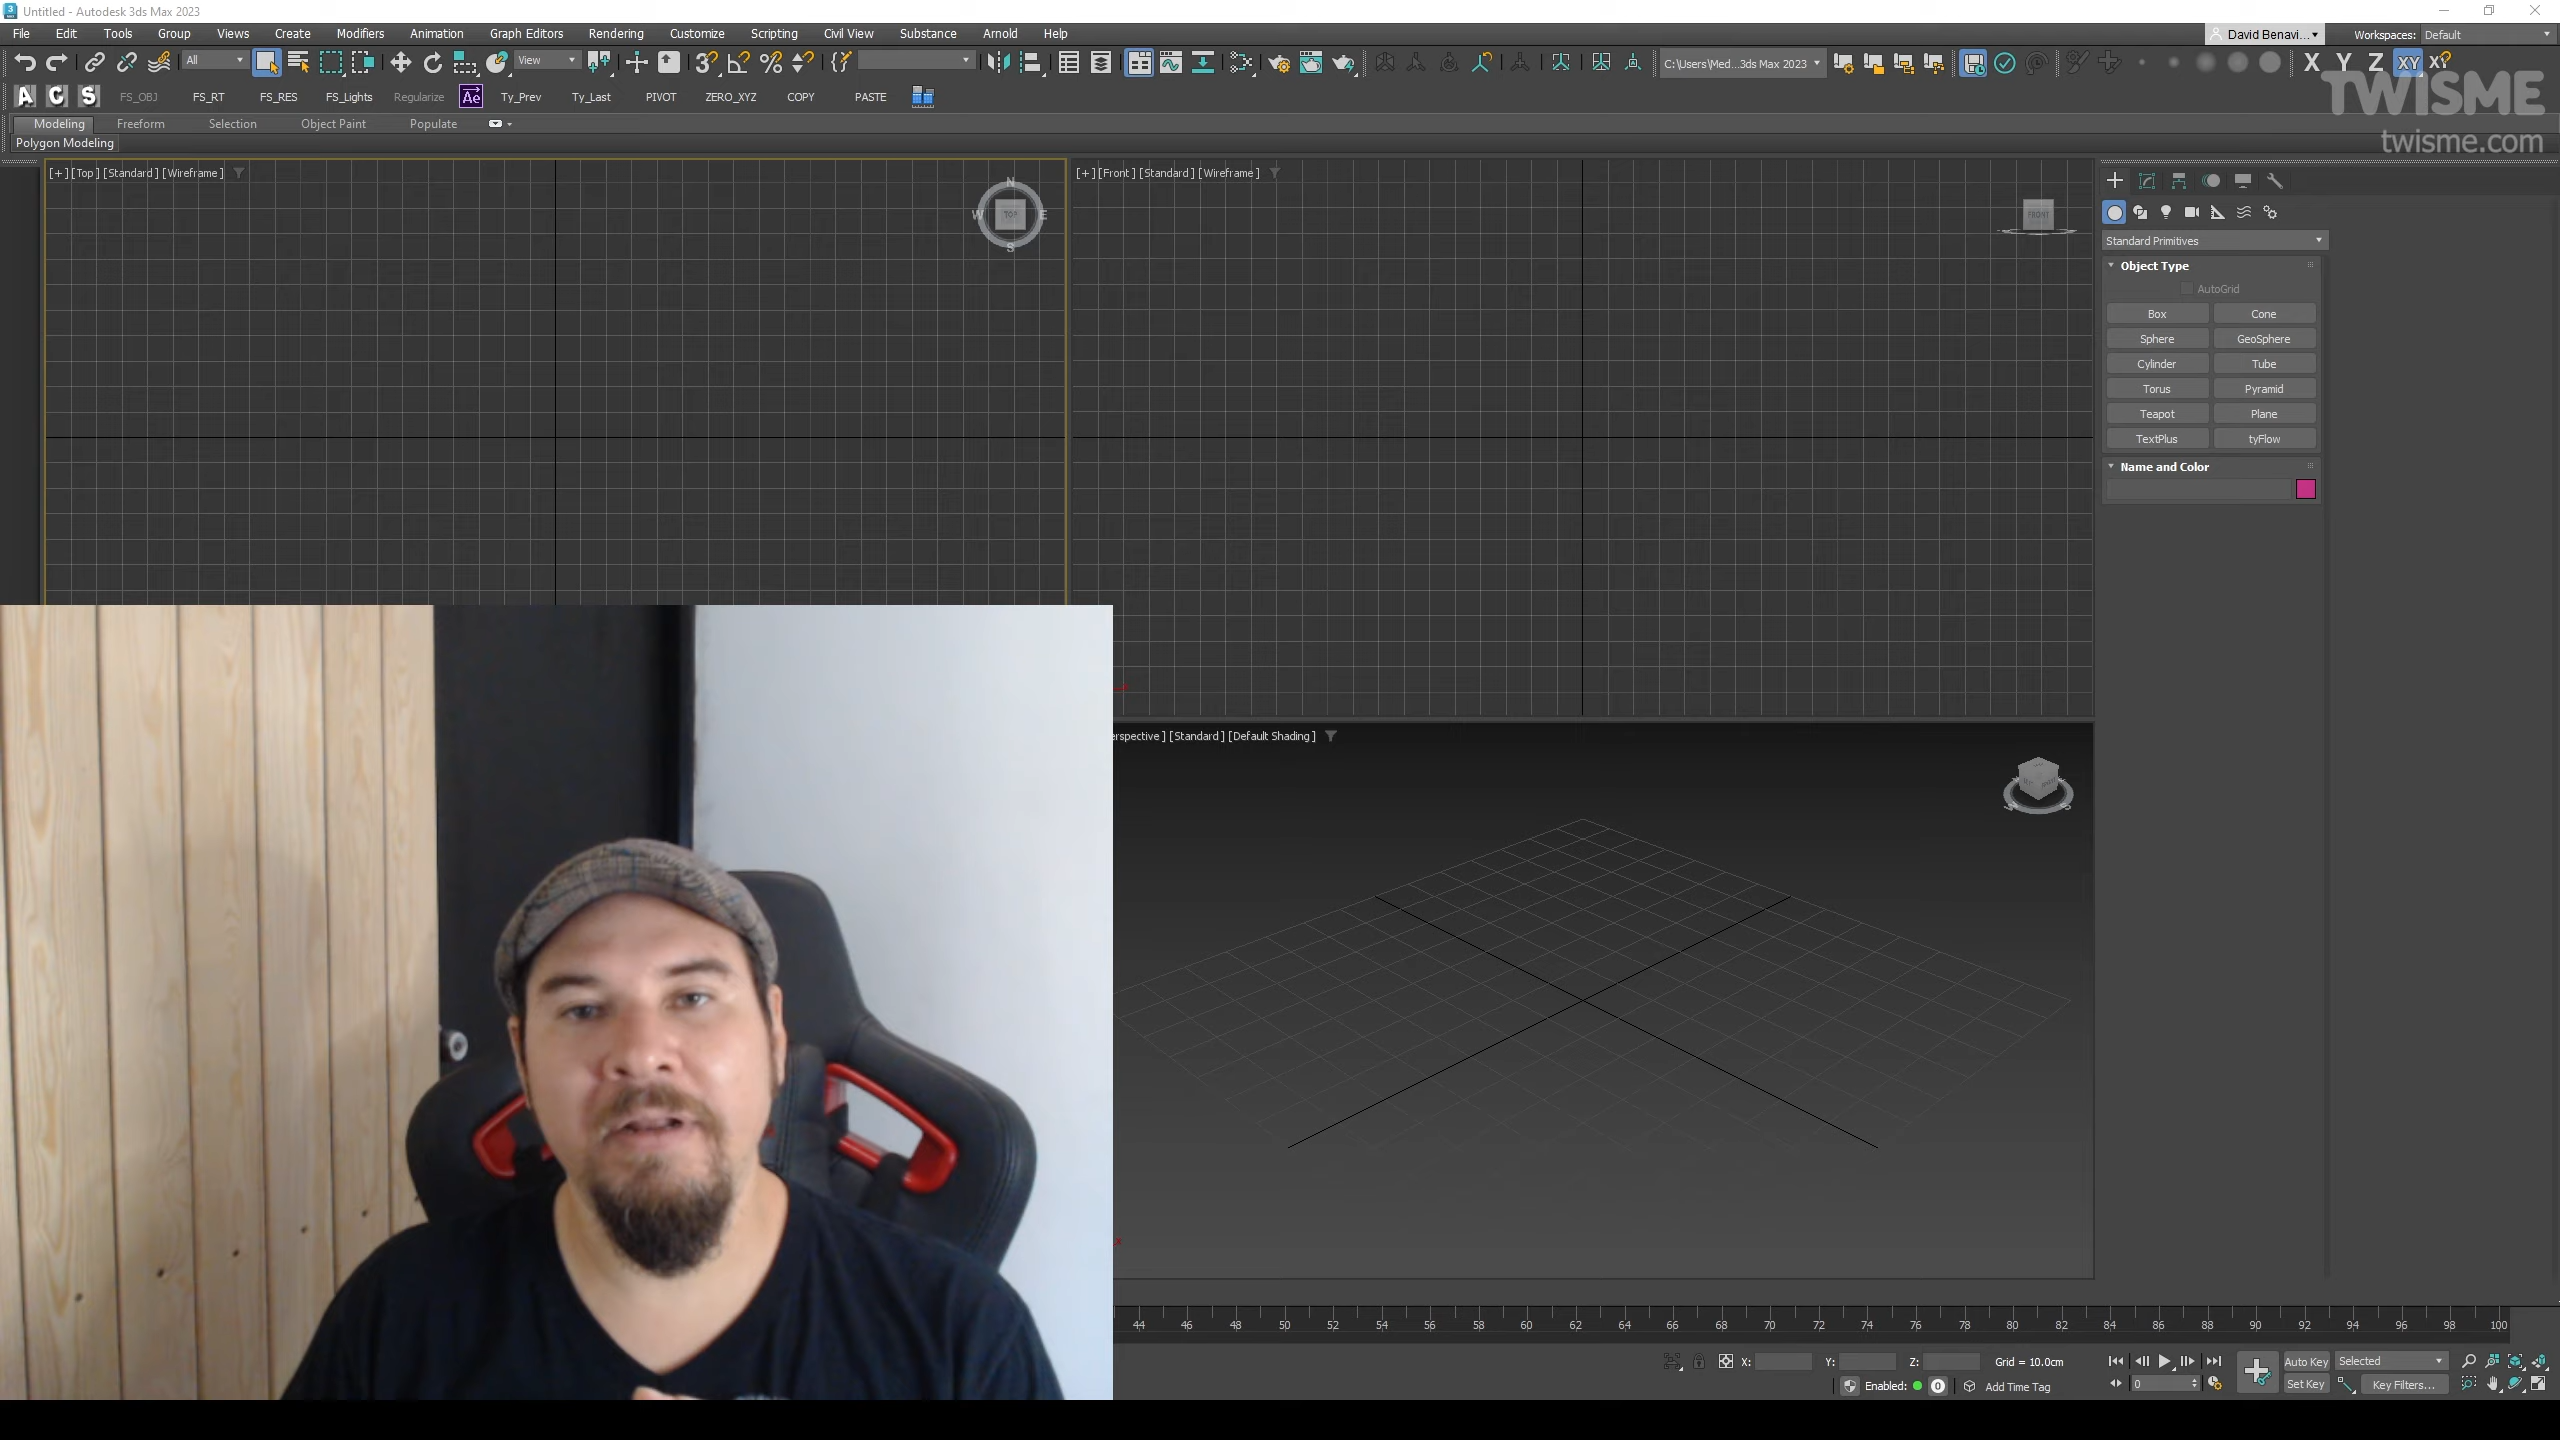 Untitled - Autodesk 3ds Max 2023
File Edit Tools Group Views Create Modifiers Animation Graph Editors Rendering Customize Scripting Civil View Substance Arnold Help
David Benavi... Workspaces: Default
All View C:\Users\Med...3ds Max 2023 X Y Z XY XY
TWISME
A C S FS_OBJ FS_RT FS_RES FS_Lights Regularize Ae Ty_Prev Ty_Last PIVOT ZERO_XYZ COPY PASTE
Modeling Freeform Selection Object Paint Populate
twisme.com
Polygon Modeling
[+] [Top] [Standard] [Wireframe]
[+] [Front] [Standard] [Wireframe]
N
W TOP E
S
FRONT
Standard Primitives
Object Type
AutoGrid
Box Cone
Sphere GeoSphere
Cylinder Tube
Torus Pyramid
Teapot Plane
TextPlus tyFlow
Name and Color
erspective] [Standard] [Default Shading]
x
44 46 48 50 52 54 56 58 60 62 64 66 68 70 72 74 76 78 80 82 84 86 88 90 92 94 96 98 100
X: Y: Z: Grid = 10.0cm Auto Key Selected
Enabled: 0 Add Time Tag 0 Set Key Key Filters...